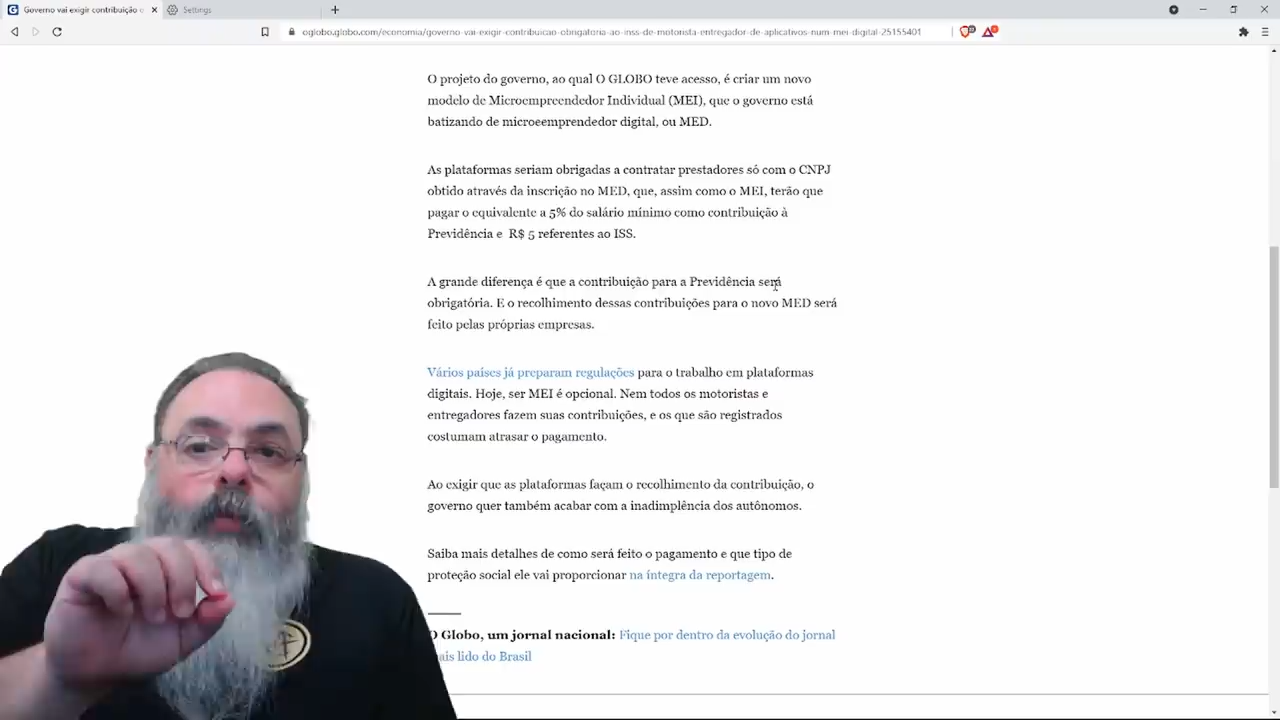 Governo vai exigir contribuição o
Settings
oglobo.globo.com/economia/governo-vai-exigir-contribuicao-obrigatoria-ao-inss-de-motorista-entregador-de-aplicativos-num-mei-digital-25155401
O projeto do governo, ao qual O GLOBO teve acesso, é criar um novo
modelo de Microempreendedor Individual (MEI), que o governo está
batizando de microeemprendedor digital, ou MED.
As plataformas seriam obrigadas a contratar prestadores só com o CNPJ
obtido através da inscrição no MED, que, assim como o MEI, terão que
pagar o equivalente a 5% do salário mínimo como contribuição à
Previdência e R$ 5 referentes ao ISS.
A grande diferença é que a contribuição para a Previdência será
obrigatória. E o recolhimento dessas contribuições para o novo MED será
feito pelas próprias empresas.
Vários países já preparam regulações para o trabalho em plataformas
digitais. Hoje, ser MEI é opcional. Nem todos os motoristas e
entregadores fazem suas contribuições, e os que são registrados
costumam atrasar o pagamento.
Ao exigir que as plataformas façam o recolhimento da contribuição, o
governo quer também acabar com a inadimplência dos autônomos.
Saiba mais detalhes de como será feito o pagamento e que tipo de
proteção social ele vai proporcionar na íntegra da reportagem.
O Globo, um jornal nacional: Fique por dentro da evolução do jornal
ais lido do Brasil